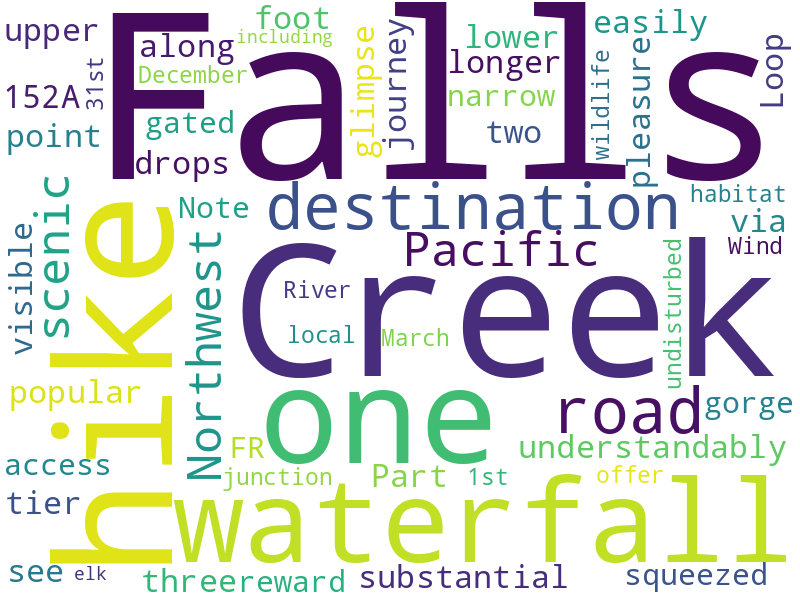 upper
along
foot
including
easily
lower
glimpse
journey
longer
Loop
Falls
152A
31st
December
narrow
wildlife
pleasure
point
gated
two
drops
scenic
Note
destination
habitat
via
visible
hike
Northwest
Pacific
Wind
Creek
River
undisturbed
local
March
popular
one
road
gorge
access
FR
understandably
junction
Part
1st
offer
tier
waterfall
see
elk
threereward
substantial
squeezed